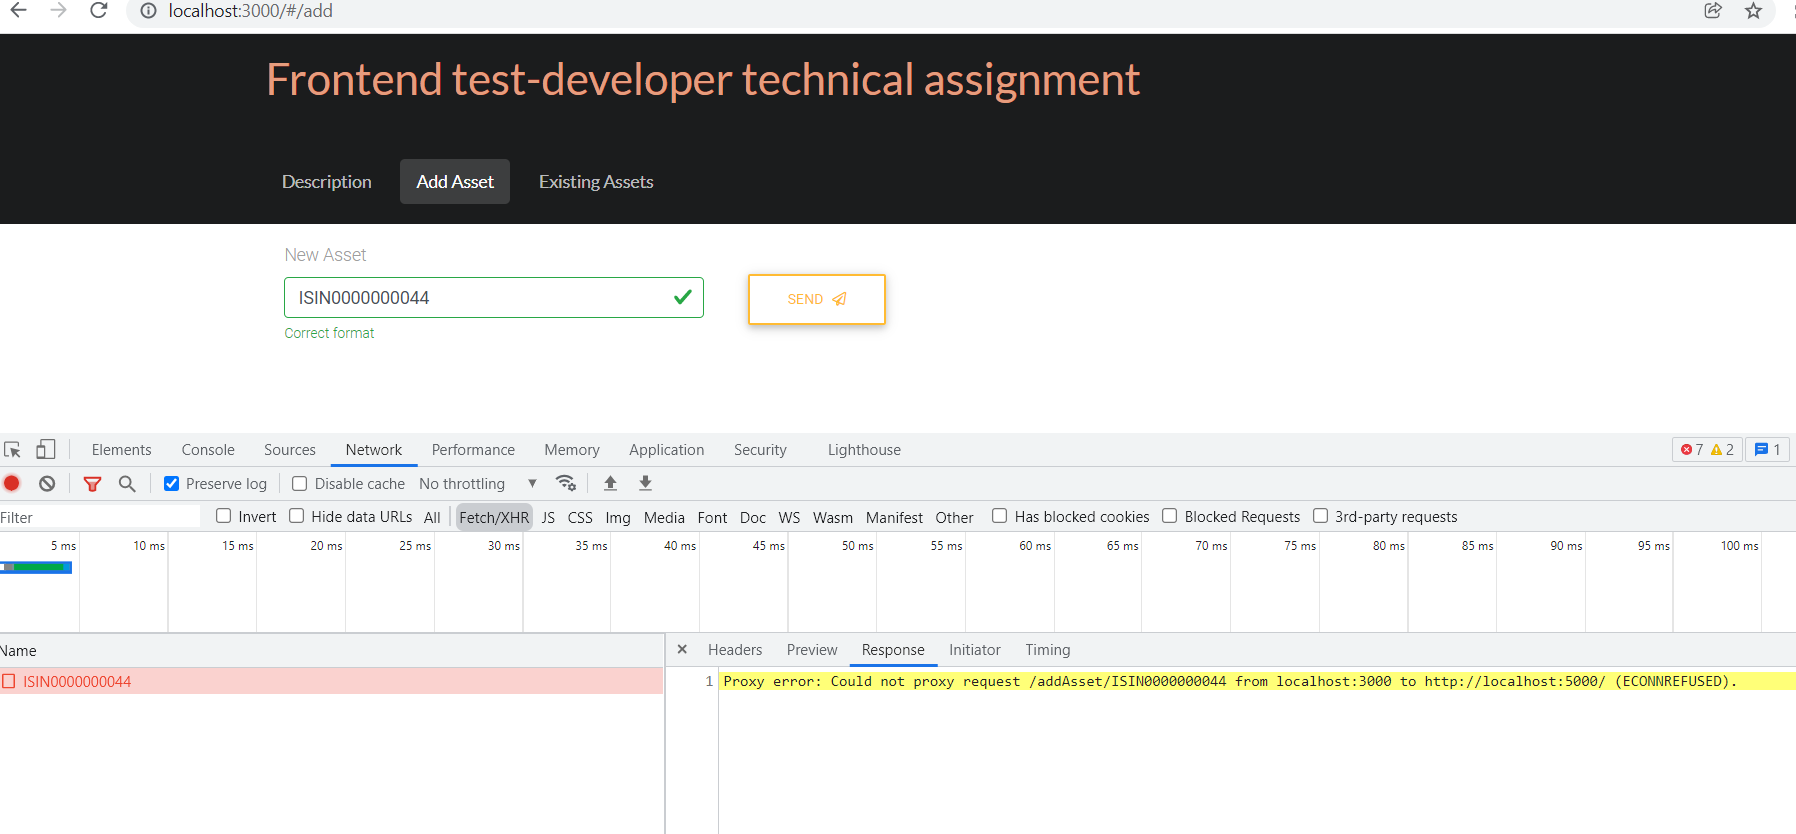 localhost:3000/#/add
Frontend test-developer technical assignment
Description Add Asset Existing Assets
New Asset
ISIN0000000044 SEND
Correct format
Elements Console Sources Network Performance Memory Application Security Lighthouse 7 2 1
Preserve log Disable cache No throttling
Filter Invert Hide data URLs All Fetch/XHR JS CSS Img Media Font Doc WS Wasm Manifest Other Has blocked cookies Blocked Requests 3rd-party requests
5 ms 10 ms 15 ms 20 ms 25 ms 30 ms 35 ms 40 ms 45 ms 50 ms 55 ms 60 ms 65 ms 70 ms 75 ms 80 ms 85 ms 90 ms 95 ms 100 ms
Name × Headers Preview Response Initiator Timing
ISIN0000000044 1 Proxy error: Could not proxy request /addAsset/ISIN0000000044 from localhost:3000 to http://localhost:5000/ (ECONNREFUSED).